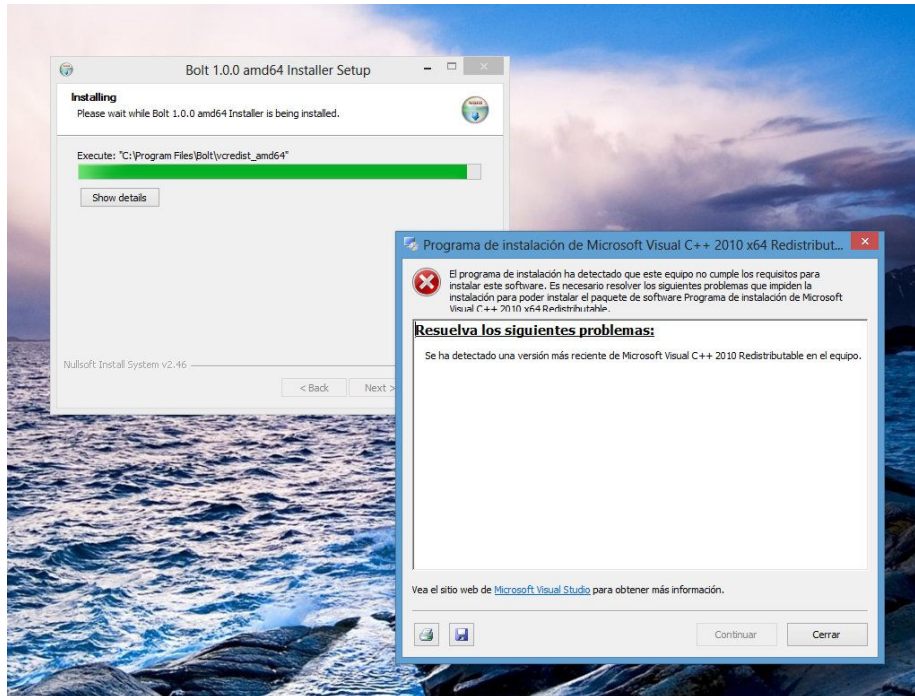 Bolt 1.0.0 amd64 Installer Setup
Installing
Please wait while Bolt 1.0.0 amd64 Installer is being installed.
Execute: "C:\Program Files\Bolt\vcredist_amd64"
Show details
Nullsoft Install System v2.46
< Back
Next >
Programa de instalación de Microsoft Visual C++ 2010 x64 Redistribut...
El programa de instalación ha detectado que este equipo no cumple los requisitos para
instalar este software. Es necesario resolver los siguientes problemas que impiden la
instalación para poder instalar el paquete de software Programa de instalación de Microsoft
Visual C++ 2010 x64 Redistributable.
Resuelva los siguientes problemas:
Se ha detectado una versión más reciente de Microsoft Visual C++ 2010 Redistributable en el equipo.
Vea el sitio web de Microsoft Visual Studio para obtener más información.
Continuar
Cerrar